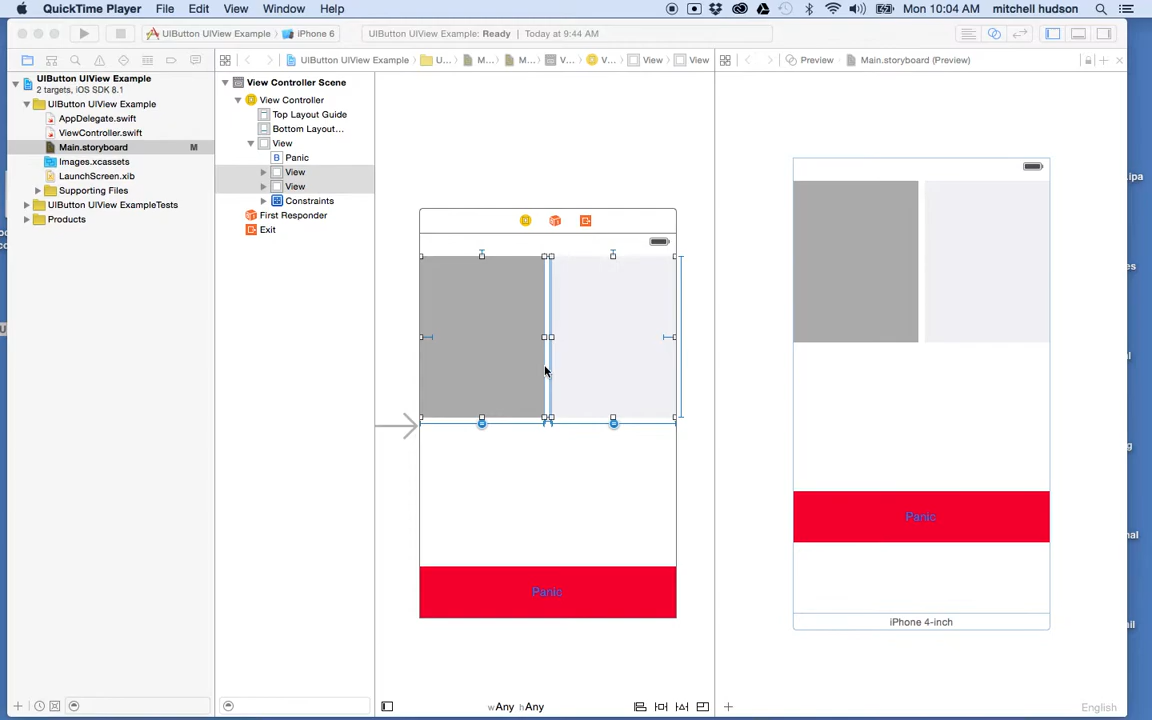 QuickTime Player File Edit View Window Help Mon 10:04 AM mitchell hudson
UIButton UIView Example iPhone 6 UIButton UIView Example: Ready Today at 9:44 AM
UIButton UIView Example U... M... M... V... V... View View Preview Main.storyboard (Preview)
UIButton UIView Example
2 targets, iOS SDK 8.1
UIButton UIView Example
AppDelegate.swift
ViewController.swift
Main.storyboard M
Images.xcassets
LaunchScreen.xib
Supporting Files
UIButton UIView ExampleTests
Products
View Controller Scene
View Controller
Top Layout Guide
Bottom Layout...
View
B Panic
View
View
Constraints
First Responder
Exit
Panic
Panic
iPhone 4-inch
wAny hAny
English